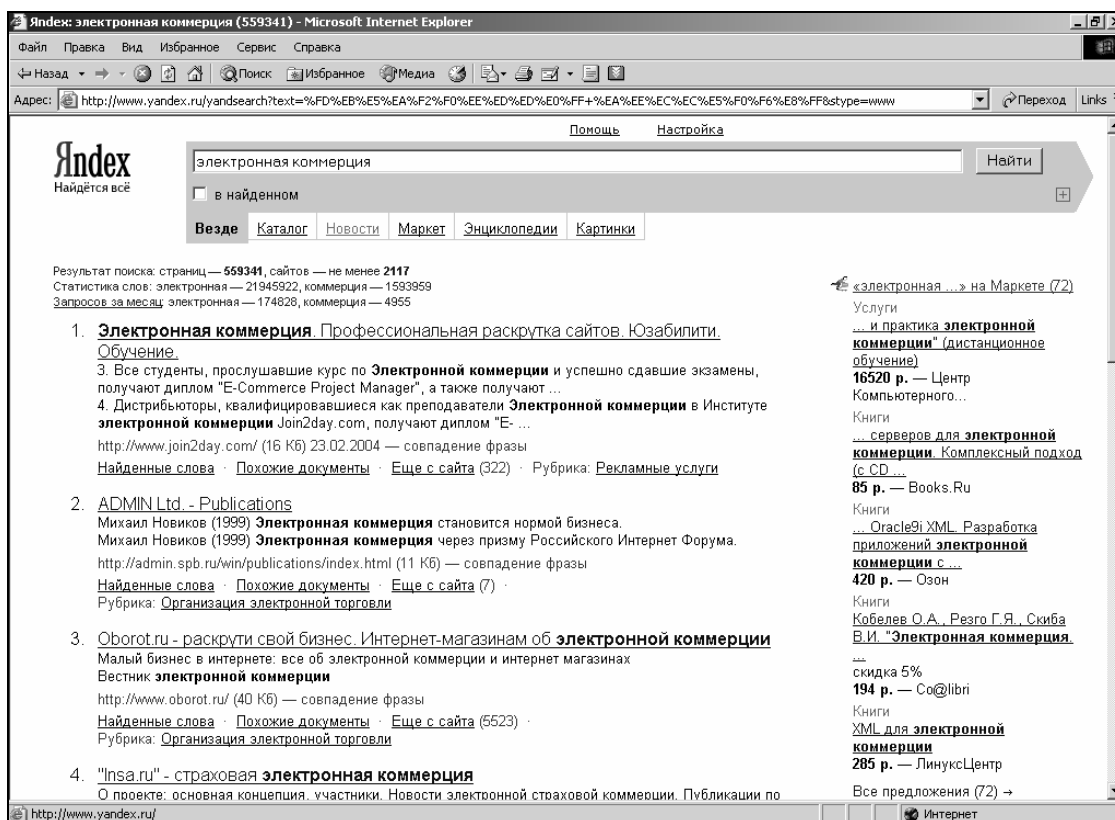 Яndex: электронная коммерция (559341) - Microsoft Internet Explorer
Файл Правка Вид Избранное Сервис Справка
Назад Поиск Избранное Медиа
Адрес: http://www.yandex.ru/yandsearch?text=%FD%EB%E5%EA%F2%F0%EE%ED%ED%E0%FF+%EA%EE%EC%EC%E5%F0%F6%E8%FF&stype=www Переход Links
Помощь Настройка
Яndex
Найдётся всё
электронная коммерция Найти
в найденном
Везде Каталог Новости Маркет Энциклопедии Картинки
Результат поиска: страниц — 559341, сайтов — не менее 2117
Статистика слов: электронная — 21945922, коммерция — 1593959
Запросов за месяц: электронная — 174828, коммерция — 4955
1. Электронная коммерция. Профессиональная раскрутка сайтов. Юзабилити.
Обучение.
3. Все студенты, прослушавшие курс по Электронной коммерции и успешно сдавшие экзамены,
получают диплом "E-Commerce Project Manager", а также получают ...
4. Дистрибьюторы, квалифицировавшиеся как преподаватели Электронной коммерции в Институте
электронной коммерции Join2day.com, получают диплом "E- ...
http://www.join2day.com/ (16 Кб) 23.02.2004 — совпадение фразы
Найденные слова · Похожие документы · Еще с сайта (322) · Рубрика: Рекламные услуги
2. ADMIN Ltd. - Publications
Михаил Новиков (1999) Электронная коммерция становится нормой бизнеса.
Михаил Новиков (1999) Электронная коммерция через призму Российского Интернет Форума.
http://admin.spb.ru/win/publications/index.html (11 Кб) — совпадение фразы
Найденные слова · Похожие документы · Еще с сайта (7) ·
Рубрика: Организация электронной торговли
3. Oborot.ru - раскрути свой бизнес. Интернет-магазинам об электронной коммерции
Малый бизнес в интернете: все об электронной коммерции и интернет магазинах
Вестник электронной коммерции
http://www.oborot.ru/ (40 Кб) — совпадение фразы
Найденные слова · Похожие документы · Еще с сайта (5523) ·
Рубрика: Организация электронной торговли
4. "Insa.ru" - страховая электронная коммерция
О проекте: основная концепция, участники. Новости электронной страховой коммерции. Публикации по
«электронная ...» на Маркете (72)
Услуги
... и практика электронной
коммерции" (дистанционное
обучение)
16520 р. — Центр
Компьютерного...
Книги
... серверов для электронной
коммерции. Комплексный подход
(с CD ...
85 р. — Books.Ru
Книги
... Oracle9i XML. Разработка
приложений электронной
коммерции с ...
420 р. — Озон
Книги
Кобелев О.А., Резго Г.Я., Скиба
В.И. "Электронная коммерция.
...
скидка 5%
194 р. — Co@libri
Книги
XML для электронной
коммерции
285 р. — ЛинуксЦентр
Все предложения (72) →
http://www.yandex.ru/ Интернет